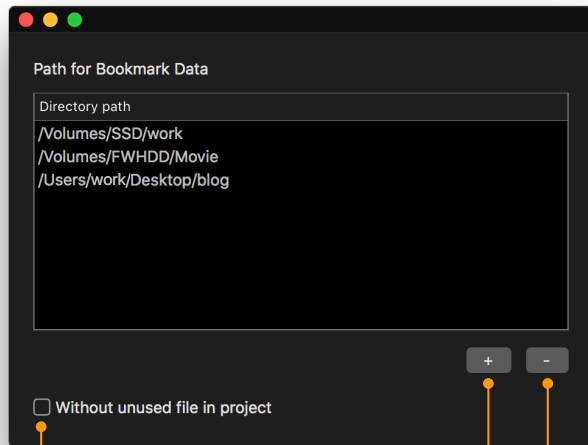 Path for Bookmark Data
Directory path
/Volumes/SSD/work
/Volumes/FWHDD/Movie
/Users/work/Desktop/blog
+ -
Without unused file in project